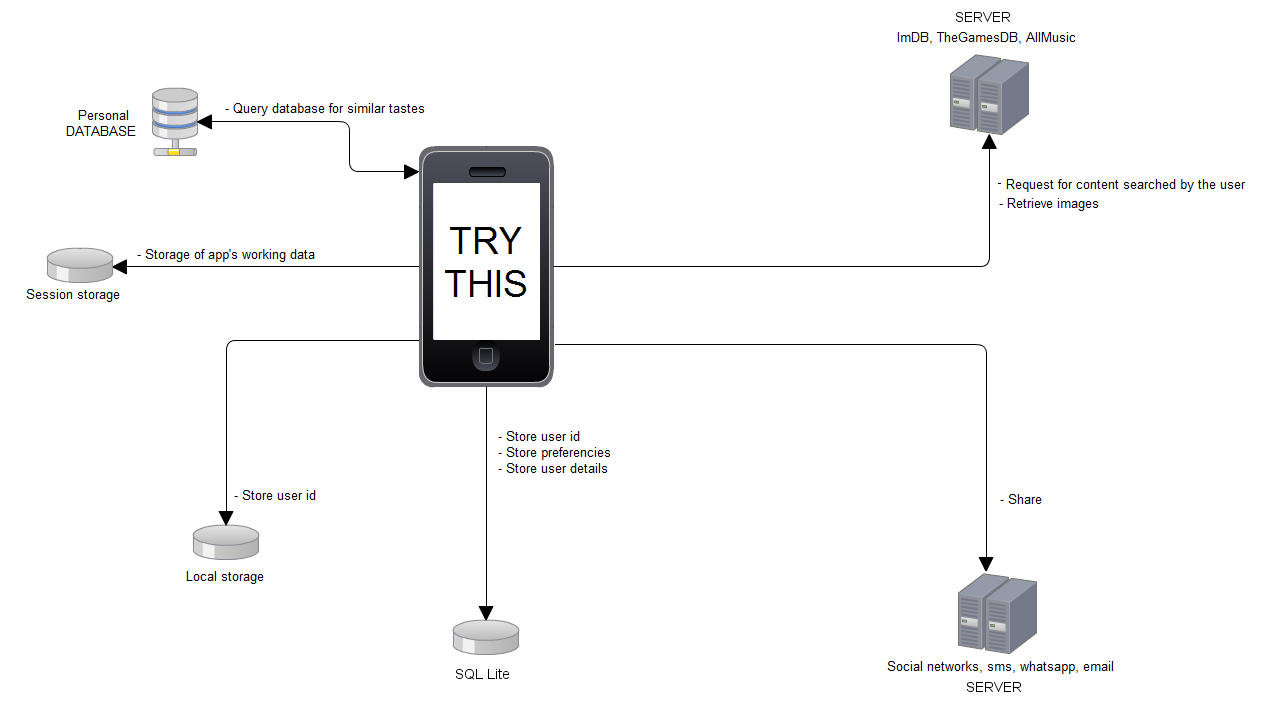 SERVER
ImDB, TheGamesDB, AllMusic
- Query database for similar tastes
Personal
DATABASE
- Request for content searched by the user
- Retrieve images
TRY
THIS
- Storage of app's working data
Session storage
- Store user id
- Store preferencies
- Store user details
- Store user id
- Share
Local storage
SQL Lite
Social networks, sms, whatsapp, email
SERVER